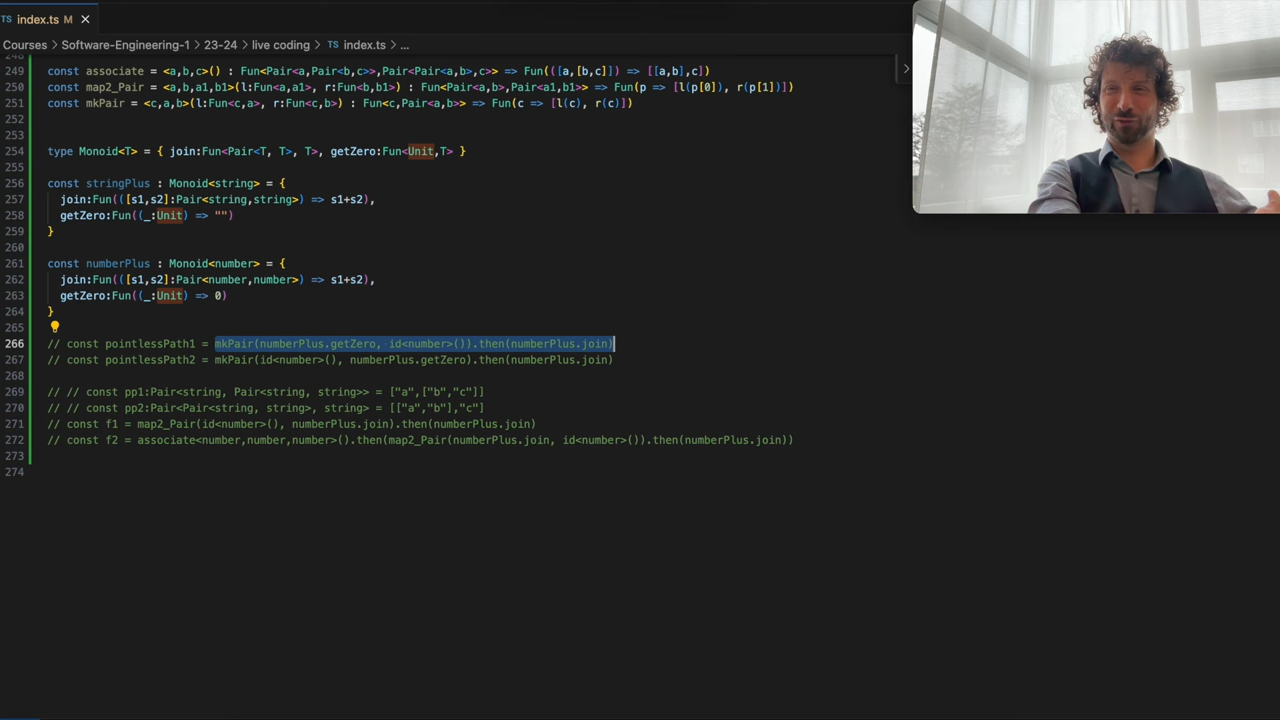 TS index.ts M ×
Courses > Software-Engineering-1 > 23-24 > live coding > TS index.ts > ...
248
249 const associate = <a,b,c>() : Fun<Pair<a,Pair<b,c>>,Pair<Pair<a,b>,c>> => Fun(([a,[b,c]]) => [[a,b],c])
250 const map2_Pair = <a,b,a1,b1>(l:Fun<a,a1>, r:Fun<b,b1>) : Fun<Pair<a,b>,Pair<a1,b1>> => Fun(p => [l(p[0]), r(p[1])])
251 const mkPair = <c,a,b>(l:Fun<c,a>, r:Fun<c,b>) : Fun<c,Pair<a,b>> => Fun(c => [l(c), r(c)])
252
253
254 type Monoid<T> = { join:Fun<Pair<T, T>, T>, getZero:Fun<Unit,T> }
255
256 const stringPlus : Monoid<string> = {
257 join:Fun(([s1,s2]:Pair<string,string>) => s1+s2),
258 getZero:Fun((_:Unit) => "")
259 }
260
261 const numberPlus : Monoid<number> = {
262 join:Fun(([s1,s2]:Pair<number,number>) => s1+s2),
263 getZero:Fun((_:Unit) => 0)
264 }
265
266 // const pointlessPath1 = mkPair(numberPlus.getZero, id<number>()).then(numberPlus.join)
267 // const pointlessPath2 = mkPair(id<number>(), numberPlus.getZero).then(numberPlus.join)
268
269 // // const pp1:Pair<string, Pair<string, string>> = ["a",["b","c"]]
270 // // const pp2:Pair<Pair<string, string>, string> = [["a","b"],"c"]
271 // const f1 = map2_Pair(id<number>(), numberPlus.join).then(numberPlus.join)
272 // const f2 = associate<number,number,number>().then(map2_Pair(numberPlus.join, id<number>()).then(numberPlus.join))
273
274